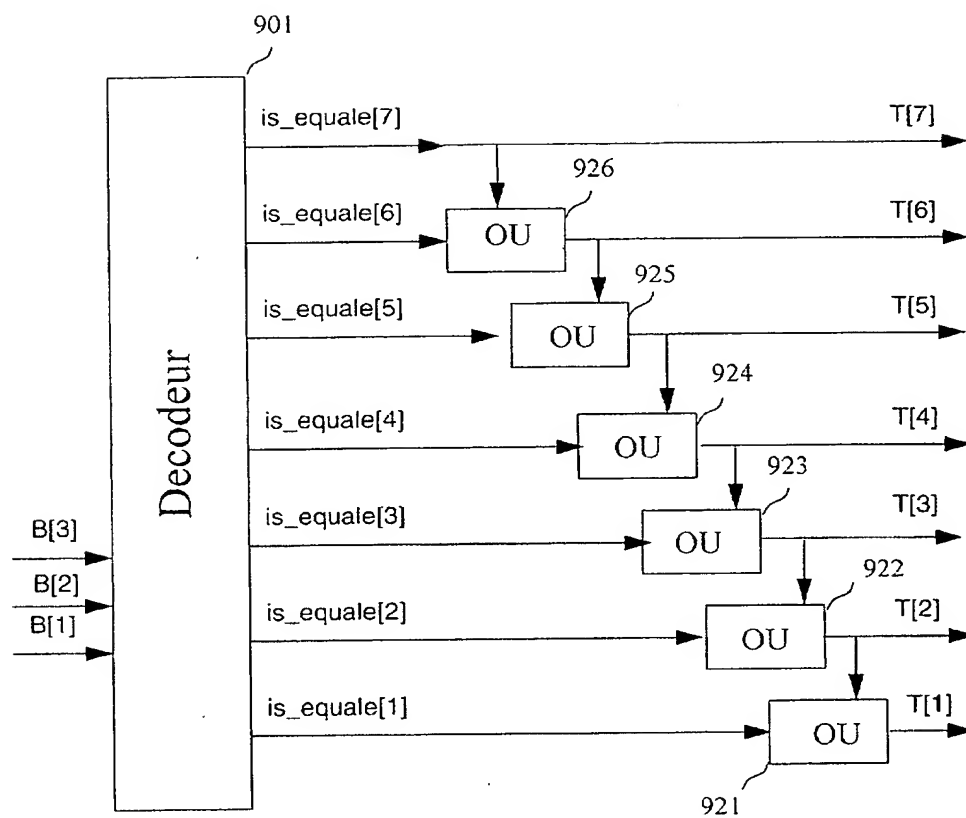 901
is_equale[7]
T[7]
926
is_equale[6]
OU
T[6]
925
is_equale[5]
OU
T[5]
924
is_equale[4]
OU
T[4]
923
is_equale[3]
OU
T[3]
Decodeur
B[3]
B[2]
B[1]
922
is_equale[2]
OU
T[2]
is_equale[1]
OU
T[1]
921